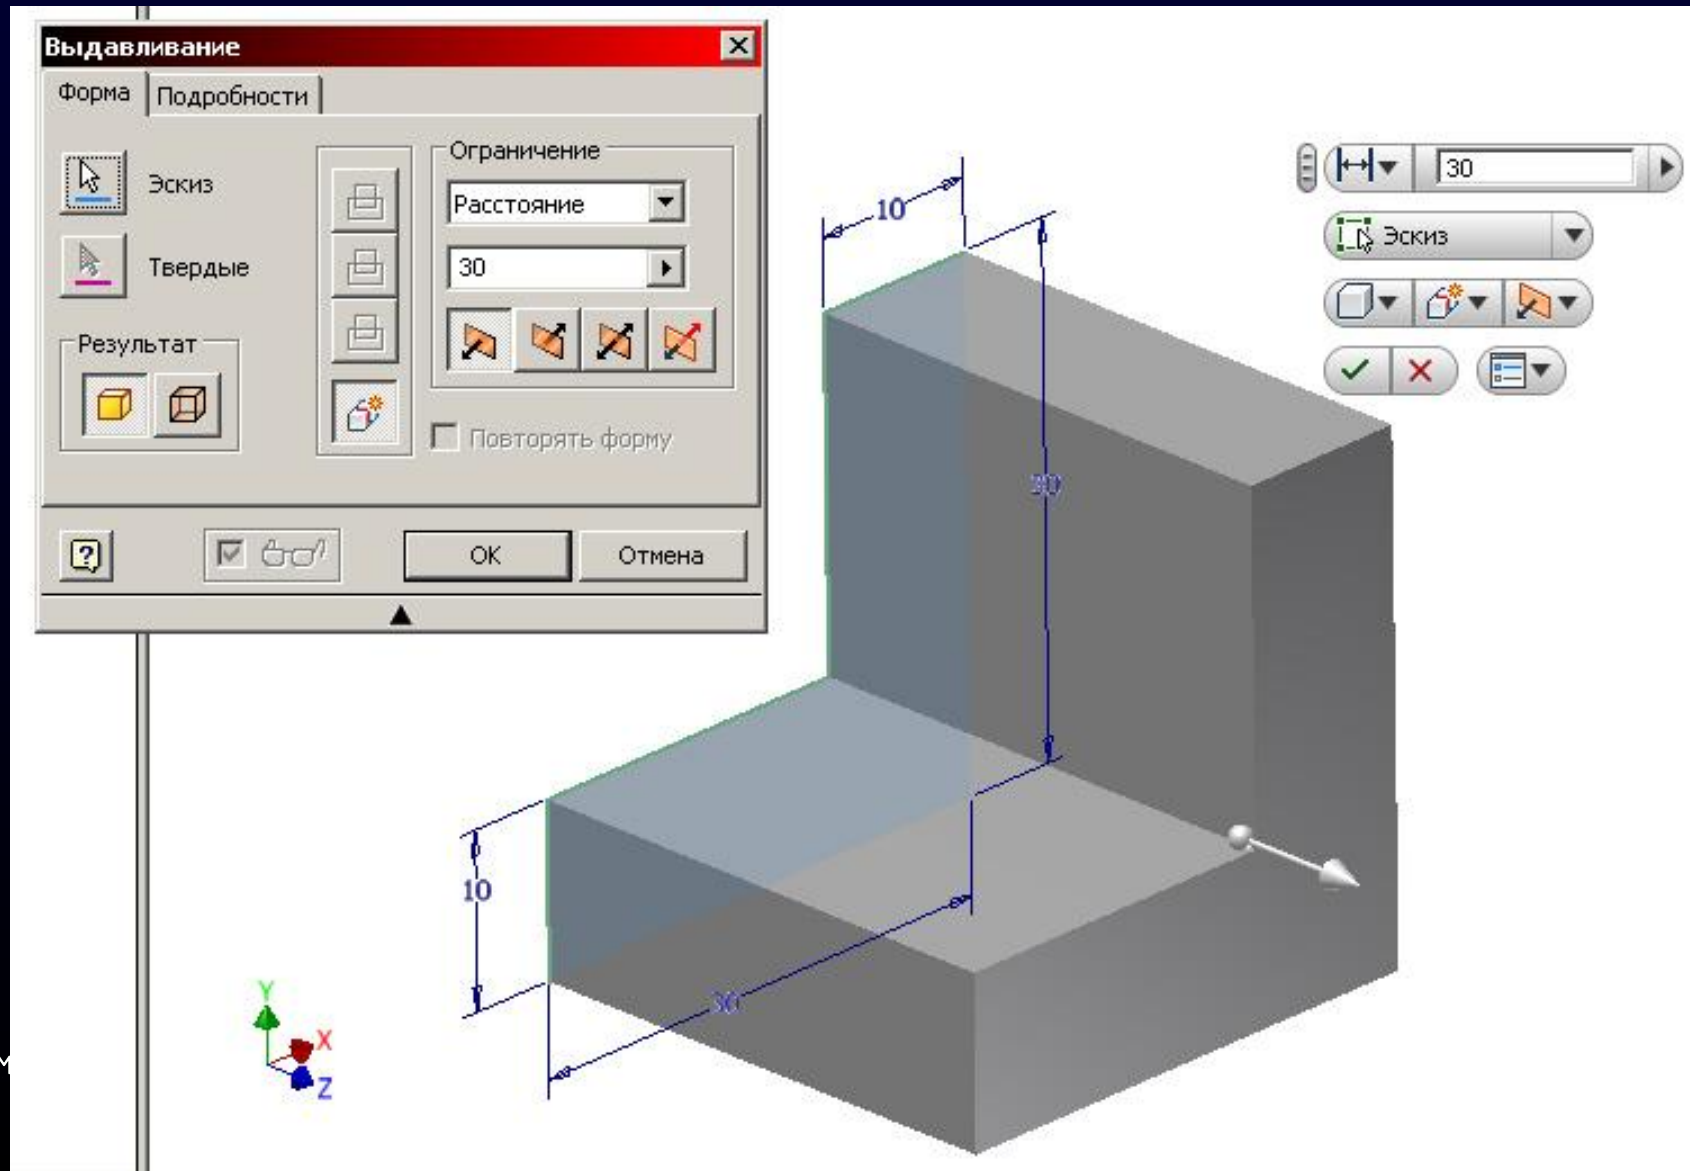 Выдавливание
Форма
Подробности
Эскиз
Твердые
Результат
Ограничение
Расстояние
30
Повторять форму
?
OK
Отмена
30
Эскиз
10
30
10
30
Y
X
Z
М